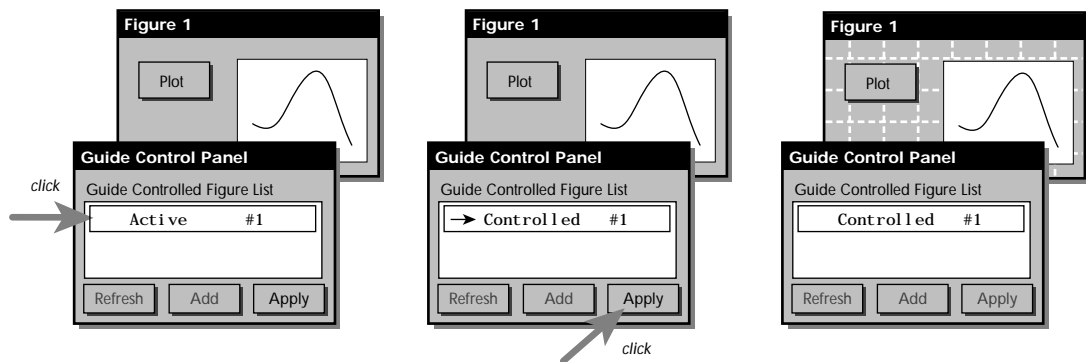 Figure 1
Plot
Guide Control Panel
click
Guide Controlled Figure List
Active #1
Refresh Add Apply
Figure 1
Plot
Guide Control Panel
Guide Controlled Figure List
Controlled #1
Refresh Add Apply
click
Figure 1
Plot
Guide Control Panel
Guide Controlled Figure List
Controlled #1
Refresh Add Apply